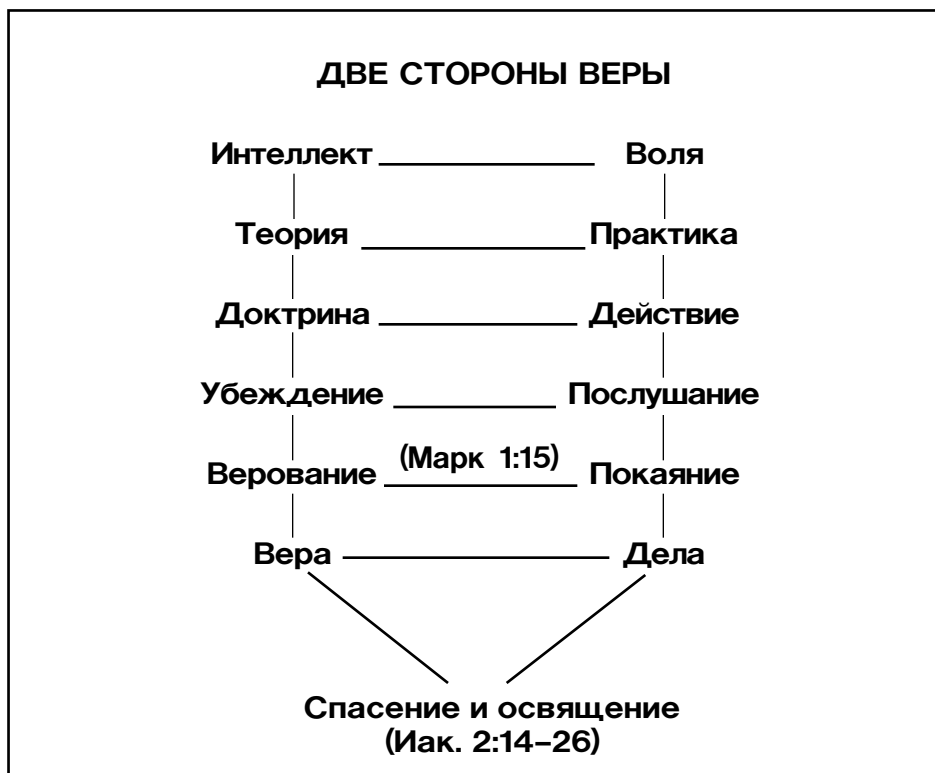 ДВЕ СТОРОНЫ ВЕРЫ
Интеллект Воля
Теория Практика
Доктрина Действие
Убеждение Послушание
(Марк 1:15)
Верование Покаяние
Вера Дела
Спасение и освящение
(Иак. 2:14–26)